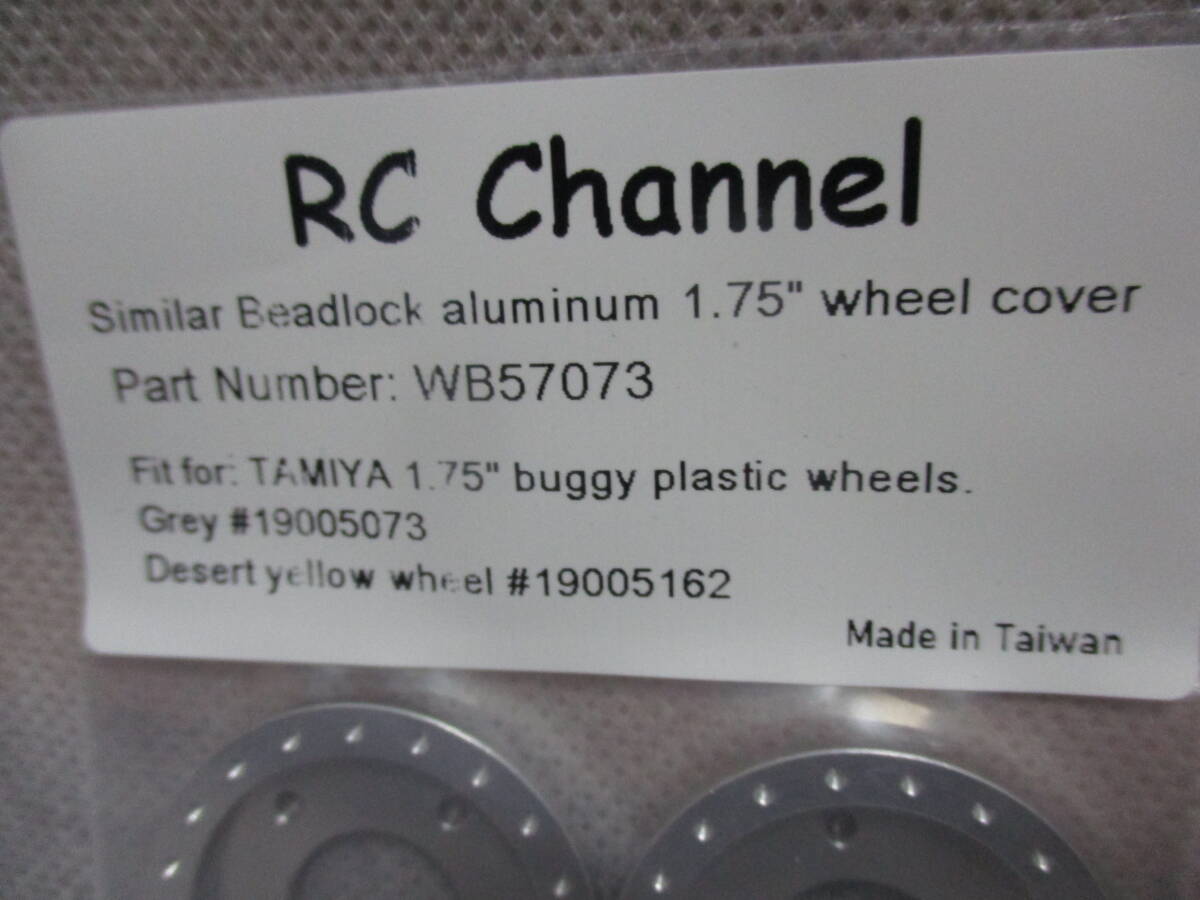 RC Channel
Similar Beadlock aluminum 1.75" wheel cover
Part Number: WB57073
Fit for: TAMIYA 1.75" buggy plastic wheels.
Grey #19005073
Desert yellow wheel #19005162
Made in Taiwan